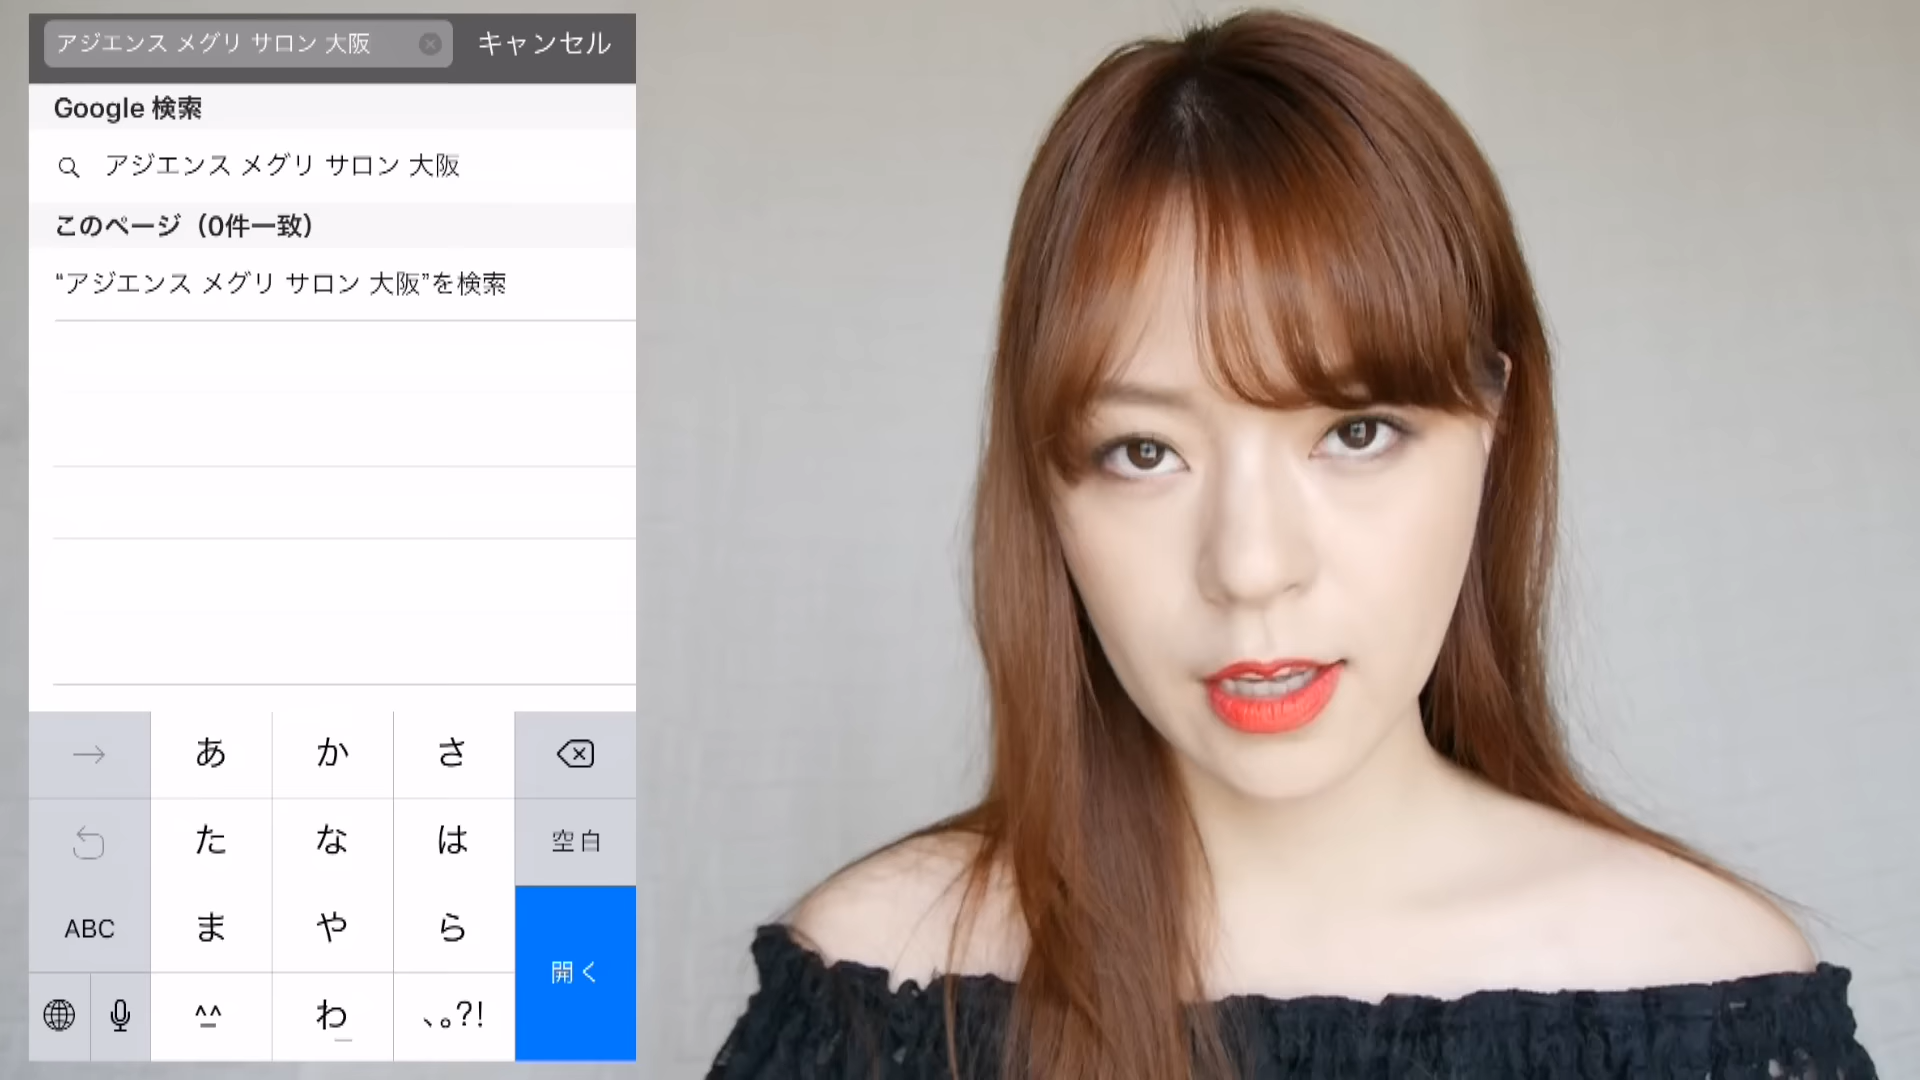 アジエンス メグリ サロン 大阪 キャンセル
Google 検索
アジエンス メグリ サロン 大阪
このページ（0件一致）
“アジエンス メグリ サロン 大阪”を検索
→ あ か さ
た な は 空白
ABC ま や ら
開く
^^ わ 、。?!